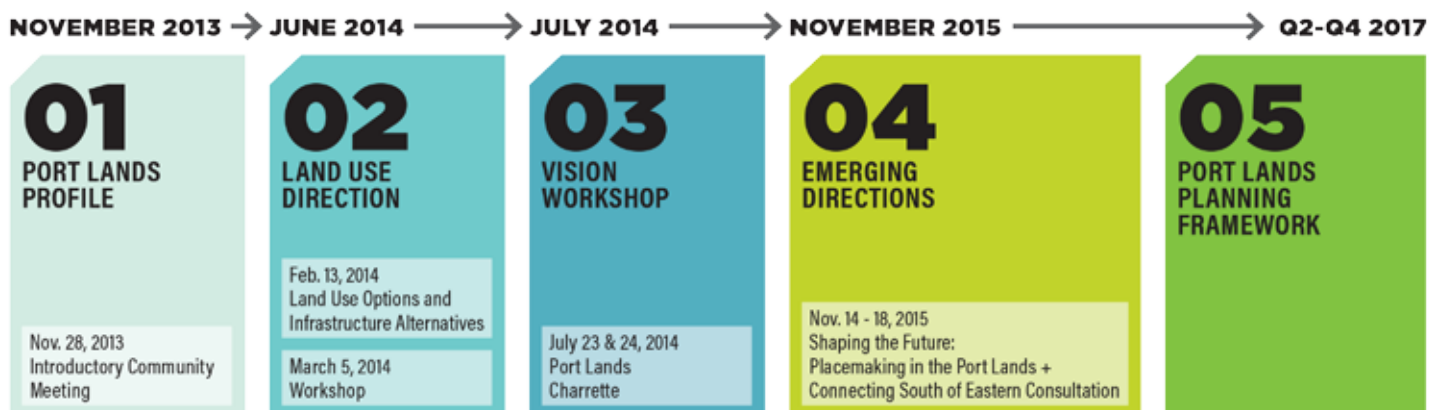 NOVEMBER 2013
JUNE 2014
JULY 2014
NOVEMBER 2015
Q2-Q4 2017
01
PORT LANDS
PROFILE
Nov. 28, 2013
Introductory Community
Meeting
02
LAND USE
DIRECTION
Feb. 13, 2014
Land Use Options and
Infrastructure Alternatives
March 5, 2014
Workshop
03
VISION
WORKSHOP
July 23 & 24, 2014
Port Lands
Charrette
04
EMERGING
DIRECTIONS
Nov. 14 - 18, 2015
Shaping the Future:
Placemaking in the Port Lands +
Connecting South of Eastern Consultation
05
PORT LANDS
PLANNING
FRAMEWORK